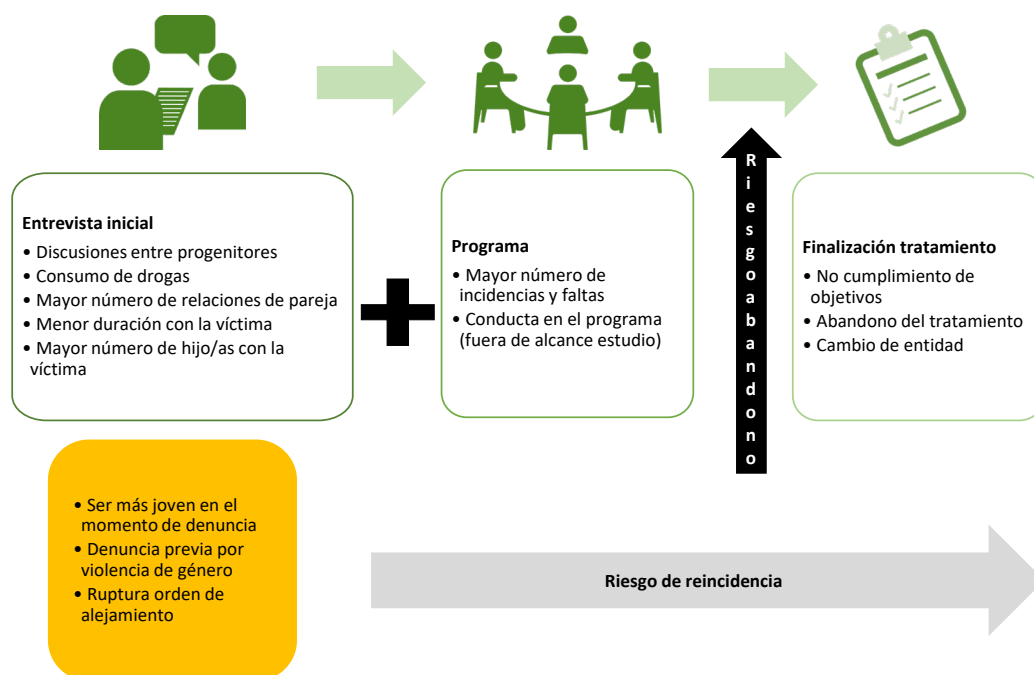 Entrevista inicial
• Discusiones entre progenitores
• Consumo de drogas
• Mayor número de relaciones de pareja
• Menor duración con la víctima
• Mayor número de hijo/as con la
víctima
Programa
• Mayor número de
incidencias y faltas
• Conducta en el programa
(fuera de alcance estudio)
Riesgo abandono
Finalización tratamiento
• No cumplimiento de
objetivos
• Abandono del tratamiento
• Cambio de entidad
• Ser más joven en el
momento de denuncia
• Denuncia previa por
violencia de género
• Ruptura orden de
alejamiento
Riesgo de reincidencia